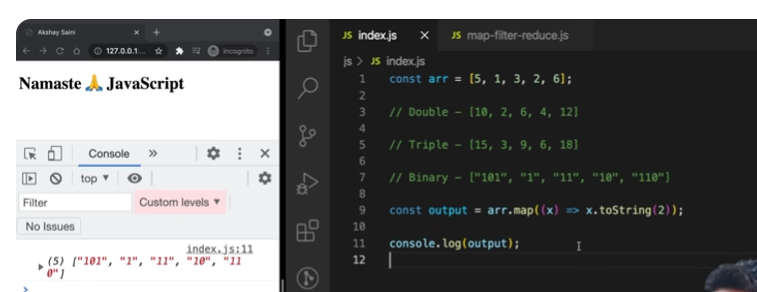 Akshay Saini
127.0.0.1...
Incognito
Namaste 🙏 JavaScript
Console
top
Filter
Custom levels
No Issues
index.js:11
(5) ["101", "1", "11", "10", "11
0"]
JS index.js
JS map-filter-reduce.js
js > JS index.js
1 const arr = [5, 1, 3, 2, 6];
2
3 // Double - [10, 2, 6, 4, 12]
4
5 // Triple - [15, 3, 9, 6, 18]
6
7 // Binary - ["101", "1", "11", "10", "110"]
8
9 const output = arr.map((x) => x.toString(2));
10
11 console.log(output);
12